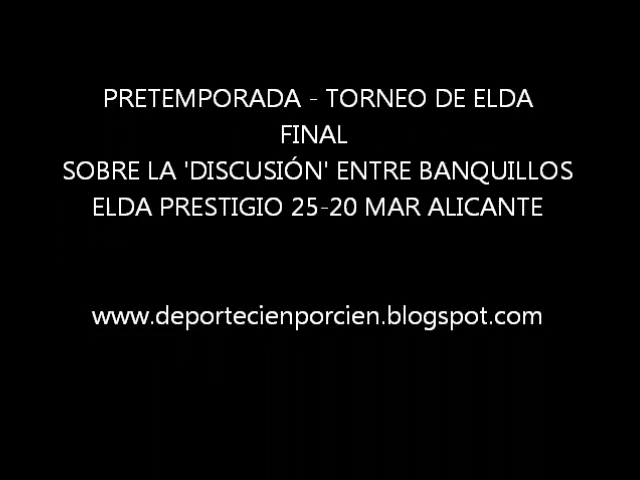 PRETEMPORADA - TORNEO DE ELDA
FINAL
SOBRE LA 'DISCUSIÓN' ENTRE BANQUILLOS
ELDA PRESTIGIO 25-20 MAR ALICANTE
www.deportecienporcien.blogspot.com